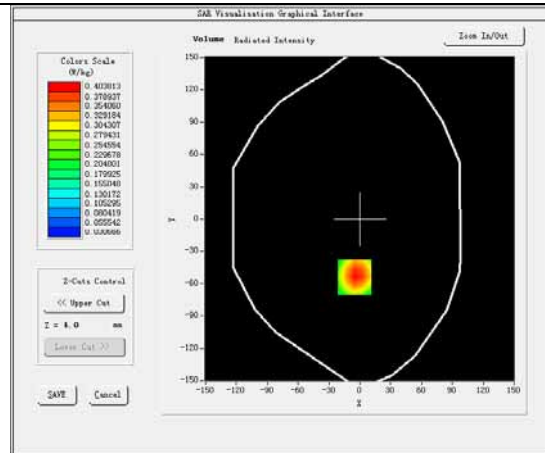 SAR Visualisation Graphical Interface
Volume Radiated Intensity
Zoom In/Out
Colors Scale
(W/kg)
0.403813
0.378937
0.354060
0.329184
0.304307
0.279431
0.254554
0.229678
0.204801
0.179925
0.155048
0.130172
0.105295
0.080419
0.055542
0.030666
Z-Cuts Control
<< Upper Cut
Z = 4.0 mm
Lower Cut >>
SAVE
Cancel
150
120
90
60
30
0
-30
-60
-90
-120
-150
Y
-150 -120 -90 -60 -30 0 30 60 90 120 150
X